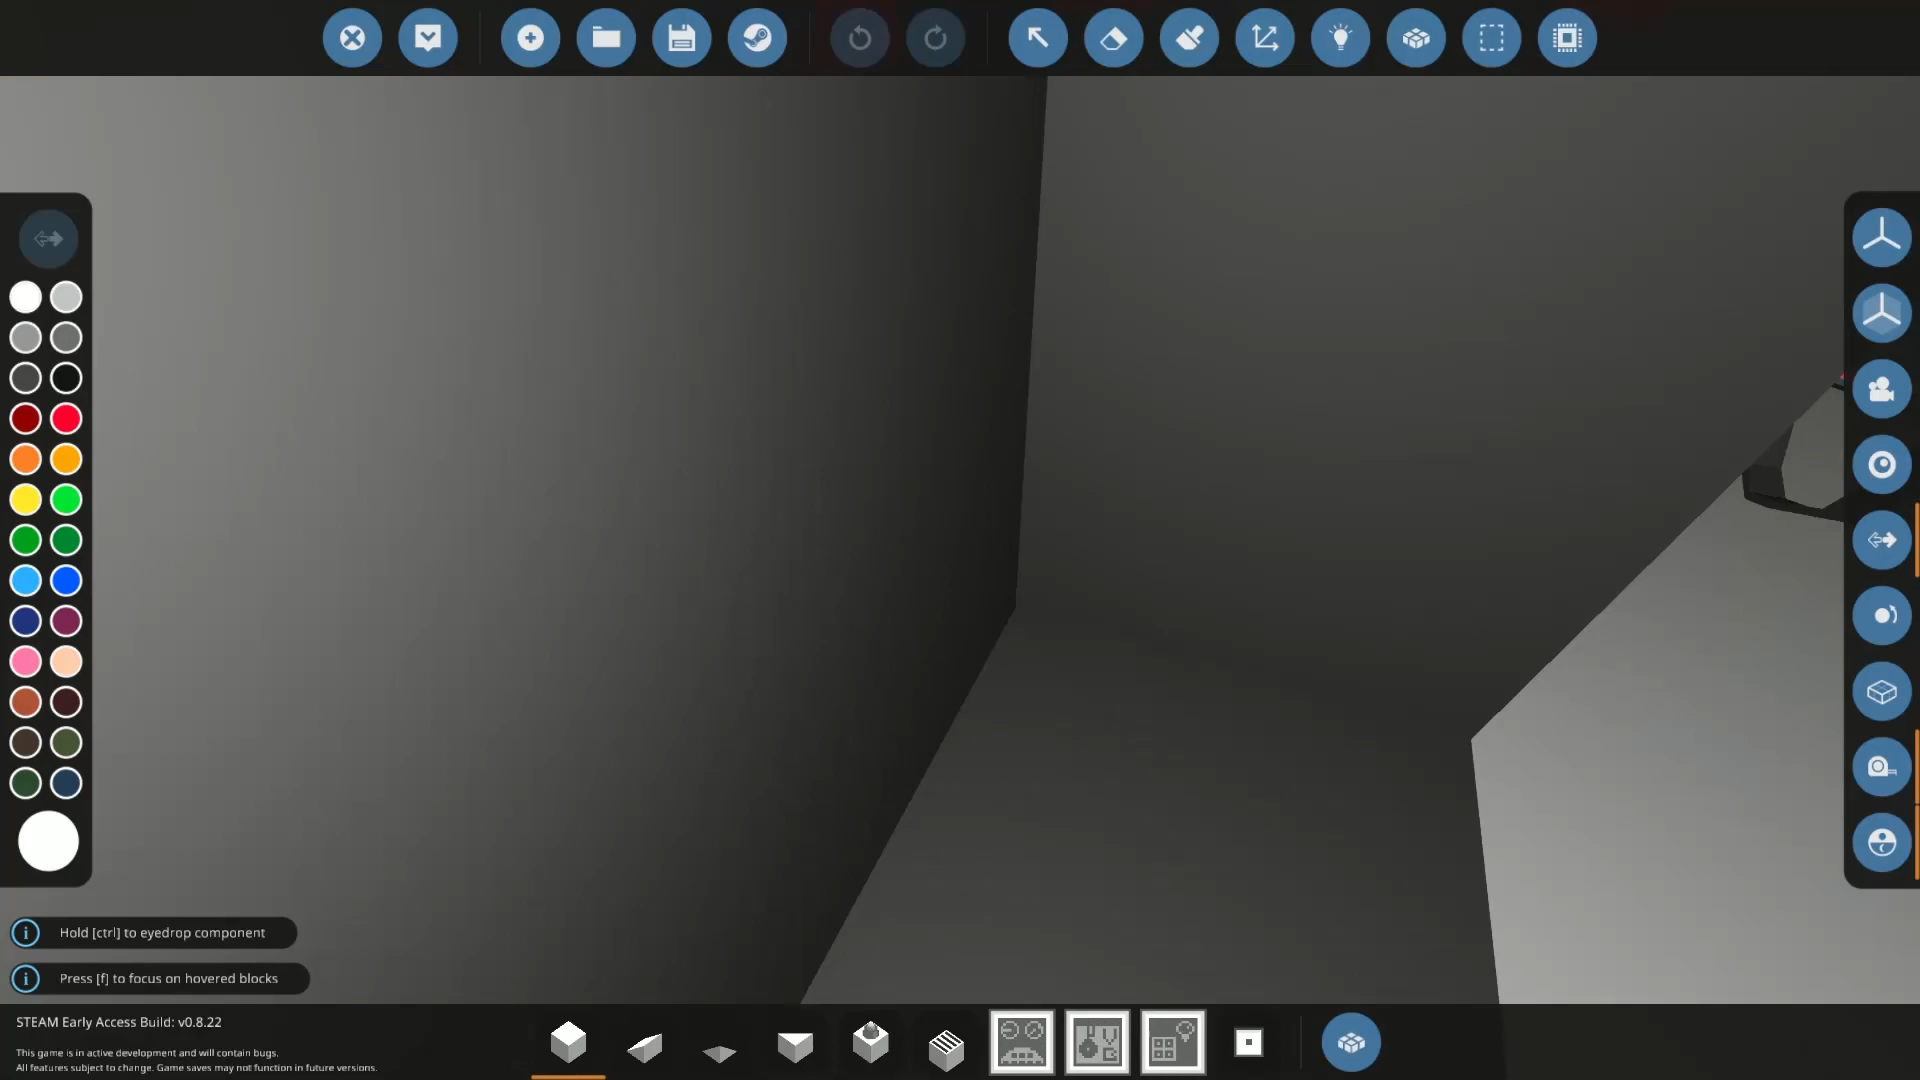 Hold [ctrl] to eyedrop component
Press [f] to focus on hovered blocks
STEAM Early Access Build: v0.8.22
This game is in active development and will contain bugs.
All features subject to change. Game saves may not function in future versions.